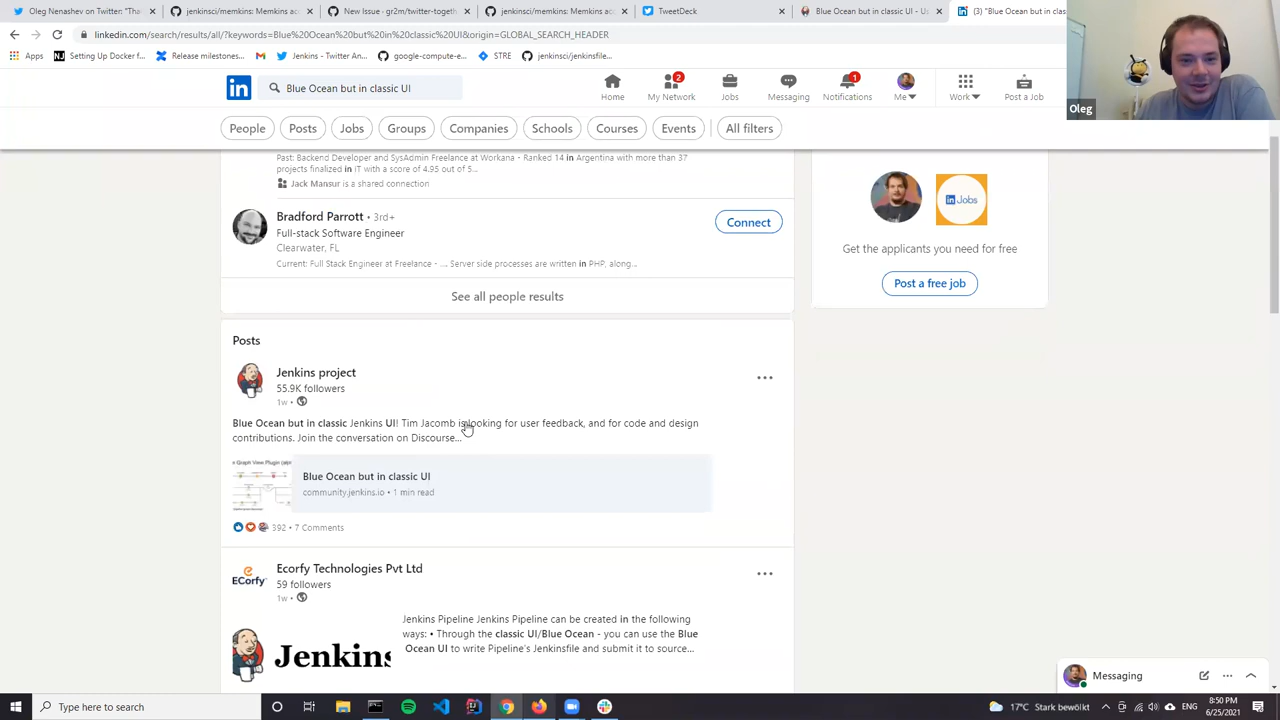 Oleg Nenashev on Twitter: "Tha
jenkinsci/memkins: Memkins ac
New Issue · gr2m/twitter-togeth
jenkinsci/memkins: Memkins ac
TweetDeck
Blue Ocean but in classic UI - Us
(3) "Blue Ocean but in clas
linkedin.com/search/results/all/?keywords=Blue%20Ocean%20but%20in%20classic%20UI&origin=GLOBAL_SEARCH_HEADER
Apps
Setting Up Docker f...
Release milestones...
Jenkins - Twitter An...
google-compute-e...
STRE
jenkinsci/jenkinsfile...
Oleg
in
Blue Ocean but in classic UI
Home
2
My Network
Jobs
Messaging
1
Notifications
Me
Work
Post a Job
People
Posts
Jobs
Groups
Companies
Schools
Courses
Events
All filters
Past: Backend Developer and SysAdmin Freelance at Workana - Ranked 14 in Argentina with more than 37
projects finalized in IT with a score of 4.95 out of 5...
Jack Mansur is a shared connection
Bradford Parrott • 3rd+
Full-stack Software Engineer
Clearwater, FL
Current: Full Stack Engineer at Freelance - ... Server side processes are written in PHP, along...
Connect
See all people results
in Jobs
Get the applicants you need for free
Post a free job
Posts
Jenkins project
55.9K followers
1w •
Blue Ocean but in classic Jenkins UI! Tim Jacomb is looking for user feedback, and for code and design
contributions. Join the conversation on Discourse...
Graph View Plugin
Blue Ocean but in classic UI
community.jenkins.io • 1 min read
392 • 7 Comments
ECorfy
Ecorfy Technologies Pvt Ltd
59 followers
1w •
Jenkins
Jenkins Pipeline Jenkins Pipeline can be created in the following
ways: • Through the classic UI/Blue Ocean - you can use the Blue
Ocean UI to write Pipeline's Jenkinsfile and submit it to source...
Messaging
Type here to search
17°C Stark bewölkt
ENG
8:50 PM
6/25/2021